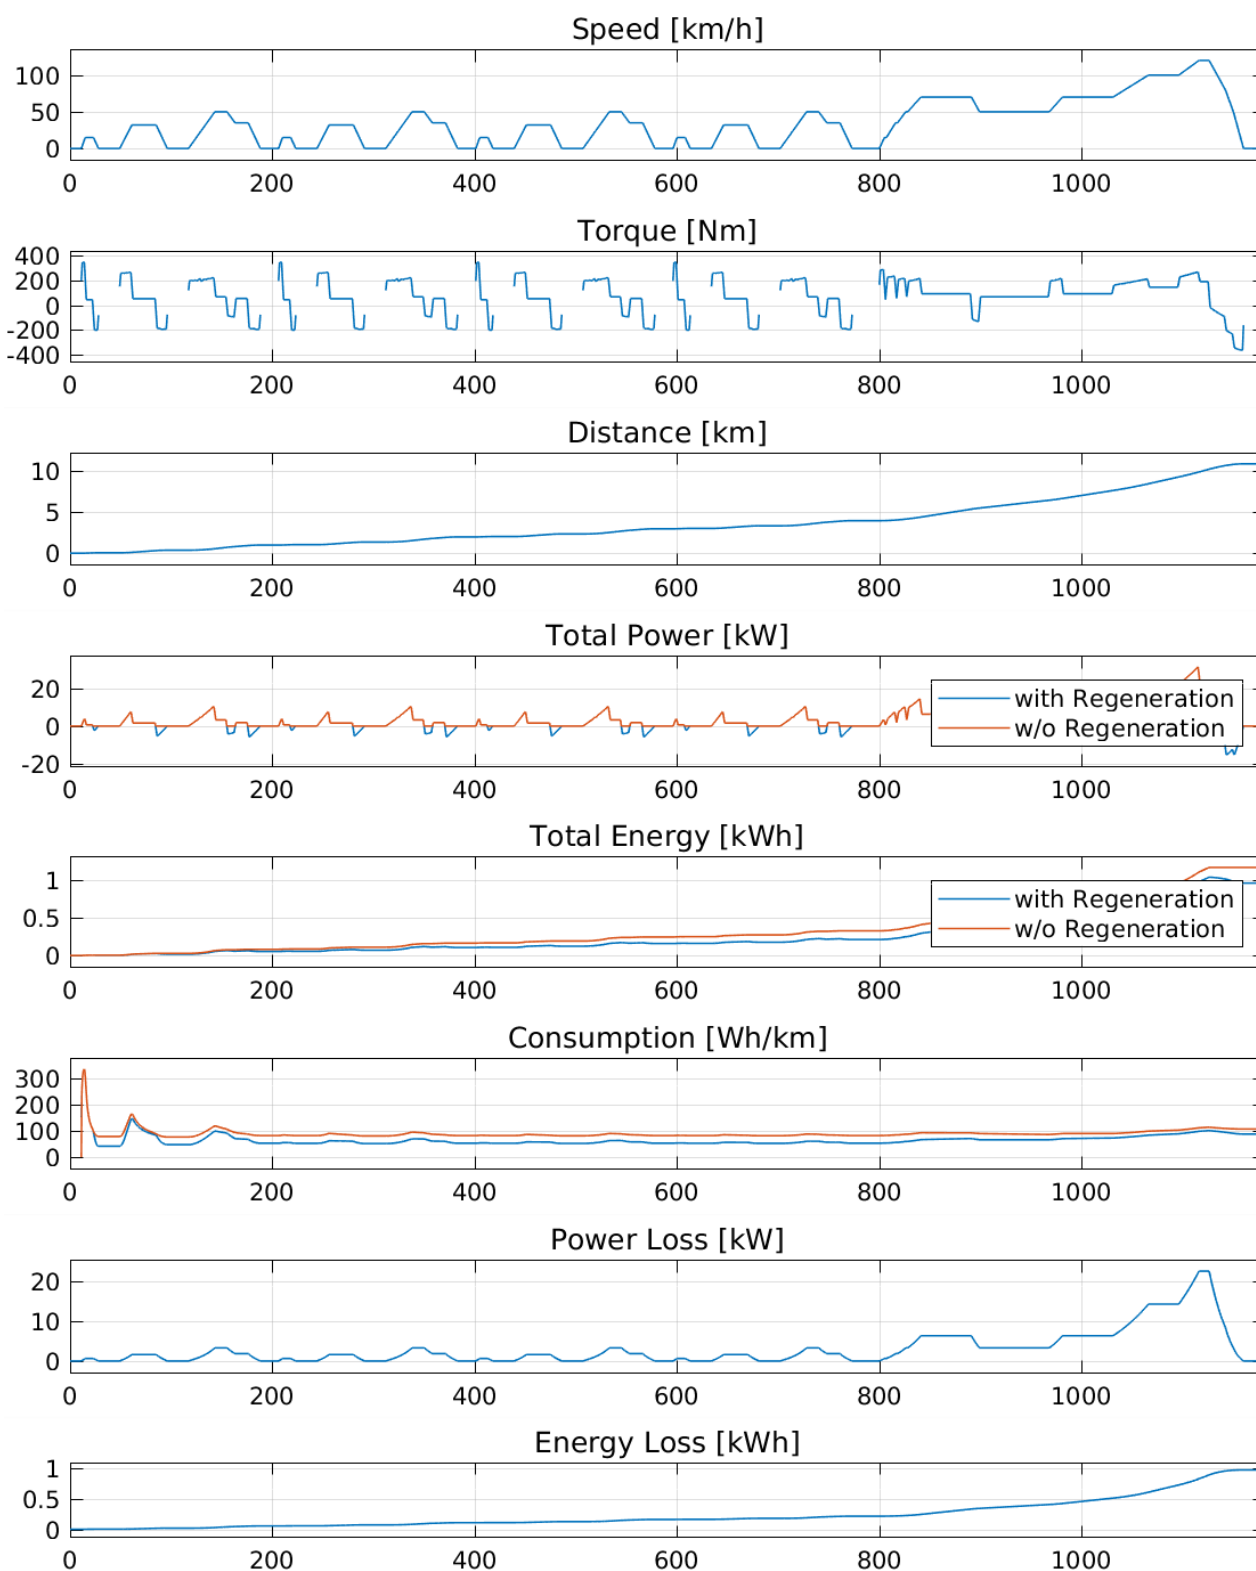 Speed [km/h]
100
50
0
0 200 400 600 800 1000
Torque [Nm]
400
200
0
-200
-400
0 200 400 600 800 1000
Distance [km]
10
5
0
0 200 400 600 800 1000
Total Power [kW]
20
0
-20
with Regeneration
w/o Regeneration
0 200 400 600 800 1000
Total Energy [kWh]
1
0.5
0
with Regeneration
w/o Regeneration
0 200 400 600 800 1000
Consumption [Wh/km]
300
200
100
0
0 200 400 600 800 1000
Power Loss [kW]
20
10
0
0 200 400 600 800 1000
Energy Loss [kWh]
1
0.5
0
0 200 400 600 800 1000